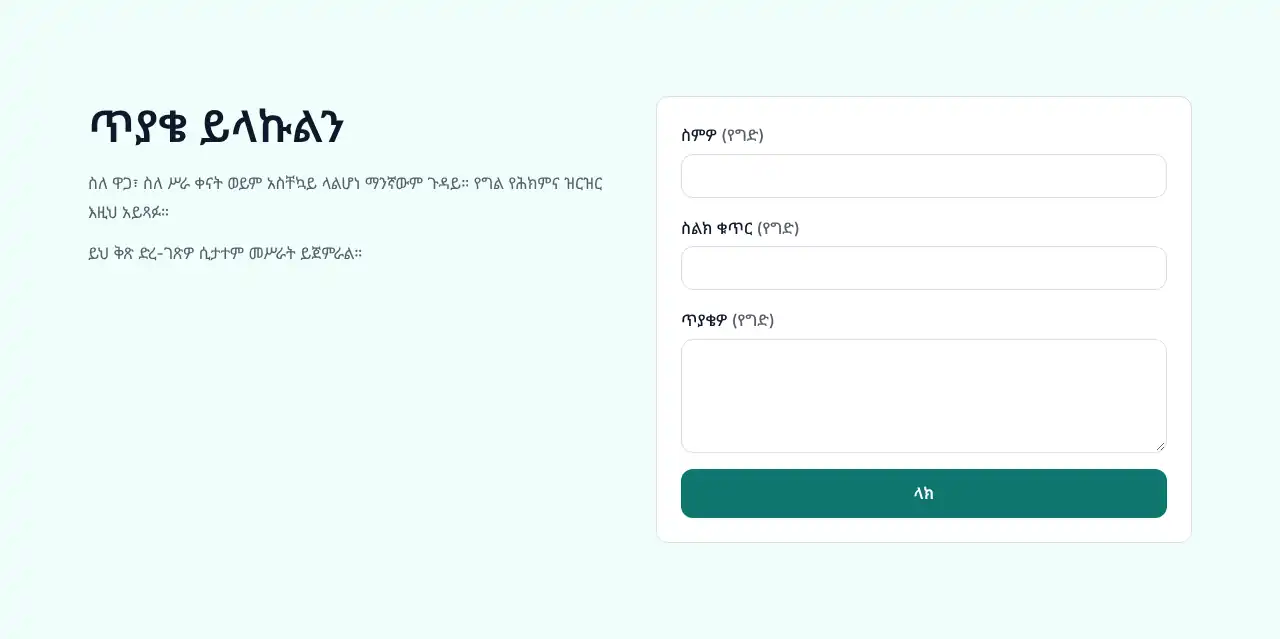 ጥያቄ ይላኩልን
ስለ ዋጋ፣ ስለ ሥራ ቀናት ወይም አስቸኳይ ላልሆነ ማንኛውም ጉዳይ። የግል የሕክምና ዝርዝር
እዚህ አይጻፉ።
ይህ ቅጽ ድረ-ገጽዎ ሲታተም መሥራት ይጀምራል።
ስምዎ (የግድ)
ስልክ ቁጥር (የግድ)
ጥያቄዎ (የግድ)
ላክ